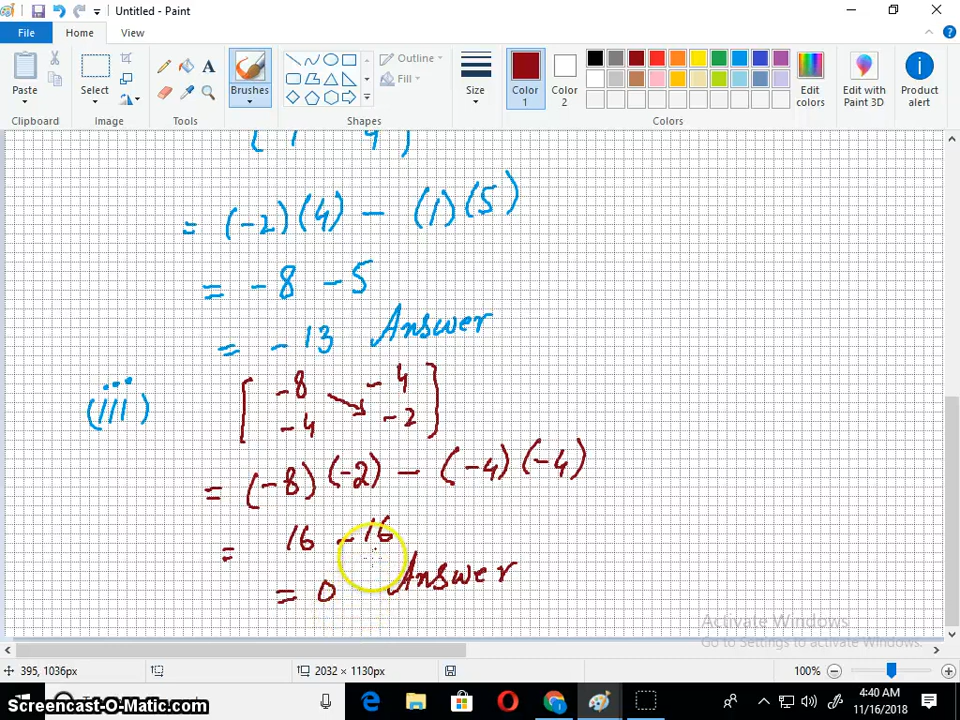 Untitled - Paint
File Home View
Paste Select Brushes Outline Fill Size Color 1 Color 2 Edit colors Edit with Paint 3D Product alert
Clipboard Image Tools Shapes Colors
= (-2)(4) - (1)(5)
= -8 -5
= -13 Answer
(iii) [ -8 -4
-4 -2 ]
= (-8)(-2) - (-4)(-4)
= 16 - 16
= 0 Answer
Activate Windows
Go to Settings to activate Windows.
395, 1036px 2032 × 1130px 100%
Screencast-O-Matic.com 4:40 AM
11/16/2018